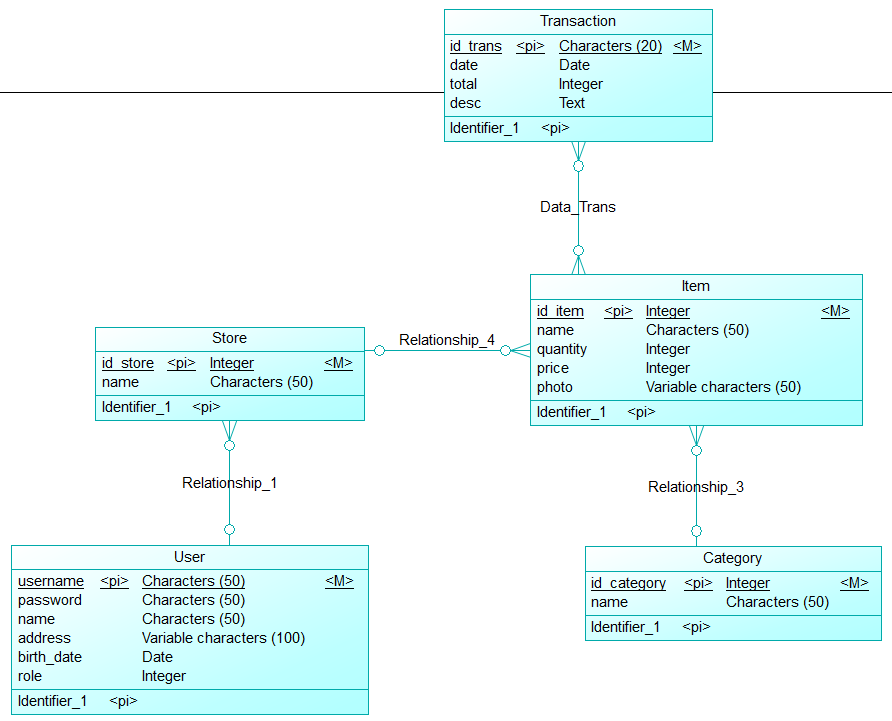 Transaction
id_trans <pi> Characters (20) <M>
date Date
total Integer
desc Text
Identifier_1 <pi>
Data_Trans
Item
id_item <pi> Integer <M>
name Characters (50)
quantity Integer
price Integer
photo Variable characters (50)
Identifier_1 <pi>
Relationship_4
Store
id_store <pi> Integer <M>
name Characters (50)
Identifier_1 <pi>
Relationship_1
Relationship_3
User
username <pi> Characters (50) <M>
password Characters (50)
name Characters (50)
address Variable characters (100)
birth_date Date
role Integer
Identifier_1 <pi>
Category
id_category <pi> Integer <M>
name Characters (50)
Identifier_1 <pi>